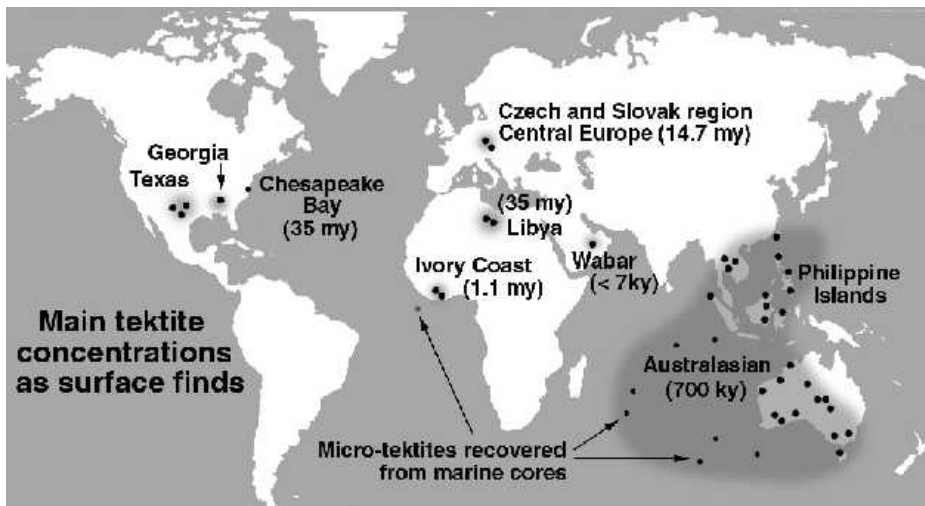 Czech and Slovak region
Central Europe (14.7 my)
Georgia
Texas
Chesapeake
Bay
(35 my)
(35 my)
Libya
Wabar
(< 7ky)
Ivory Coast
(1.1 my)
Philippine
Islands
Main tektite
concentrations
as surface finds
Australasian
(700 ky)
Micro-tektites recovered
from marine cores